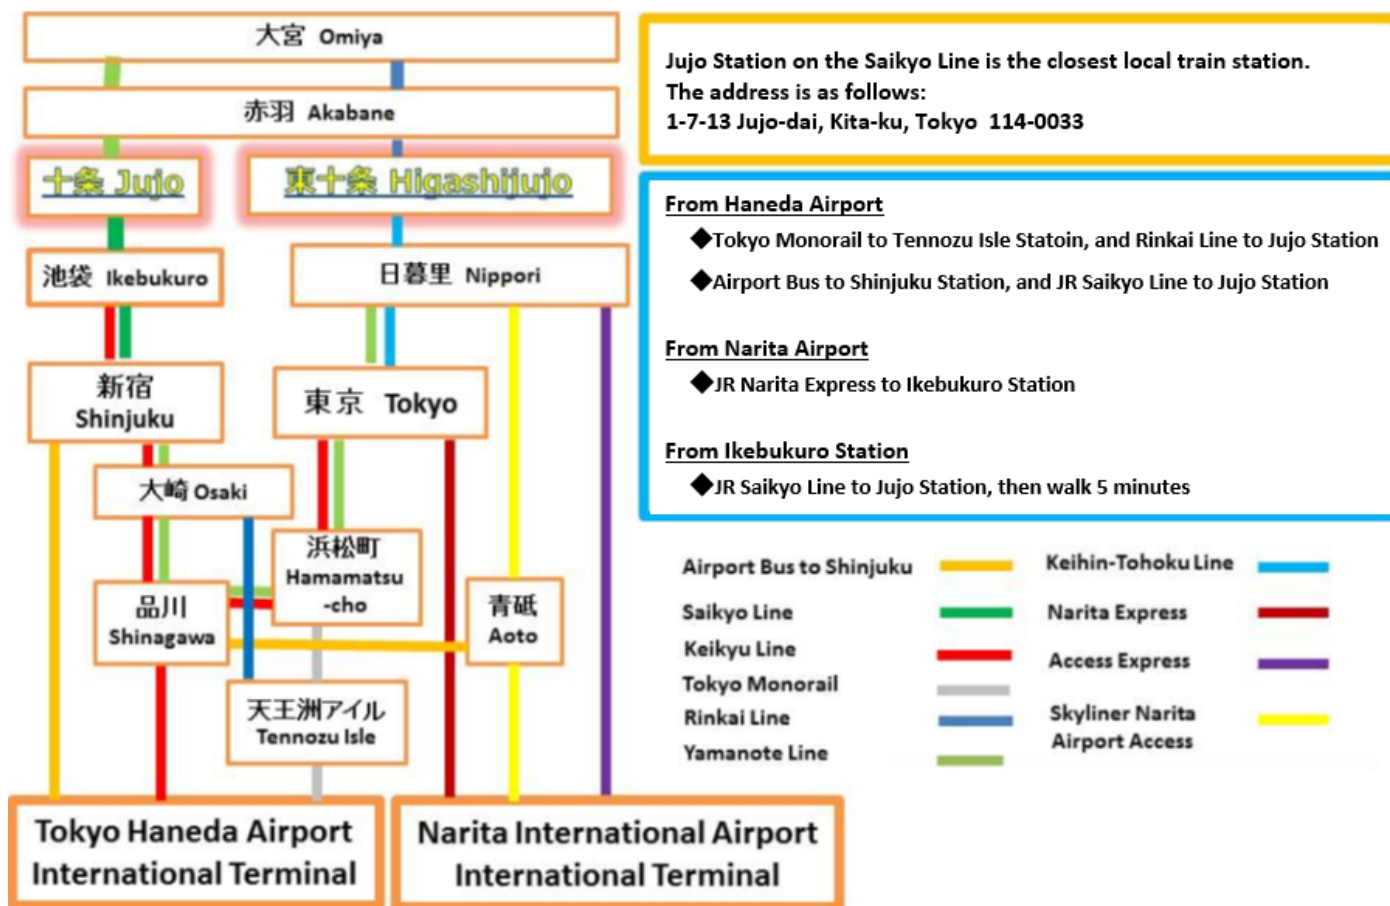 大宮 Omiya
赤羽 Akabane
十条 Jujo
東十条 Higashijujo
池袋 Ikebukuro
日暮里 Nippori
新宿
Shinjuku
東京 Tokyo
大崎 Osaki
浜松町
Hamamatsu
-cho
品川
Shinagawa
青砥
Aoto
天王洲アイル
Tennozu Isle
Tokyo Haneda Airport
International Terminal
Narita International Airport
International Terminal
Jujo Station on the Saikyo Line is the closest local train station.
The address is as follows:
1-7-13 Jujo-dai, Kita-ku, Tokyo 114-0033
From Haneda Airport
◆Tokyo Monorail to Tennozu Isle Statoin, and Rinkai Line to Jujo Station
◆Airport Bus to Shinjuku Station, and JR Saikyo Line to Jujo Station
From Narita Airport
◆JR Narita Express to Ikebukuro Station
From Ikebukuro Station
◆JR Saikyo Line to Jujo Station, then walk 5 minutes
Airport Bus to Shinjuku
Saikyo Line
Keikyu Line
Tokyo Monorail
Rinkai Line
Yamanote Line
Keihin-Tohoku Line
Narita Express
Access Express
Skyliner Narita
Airport Access